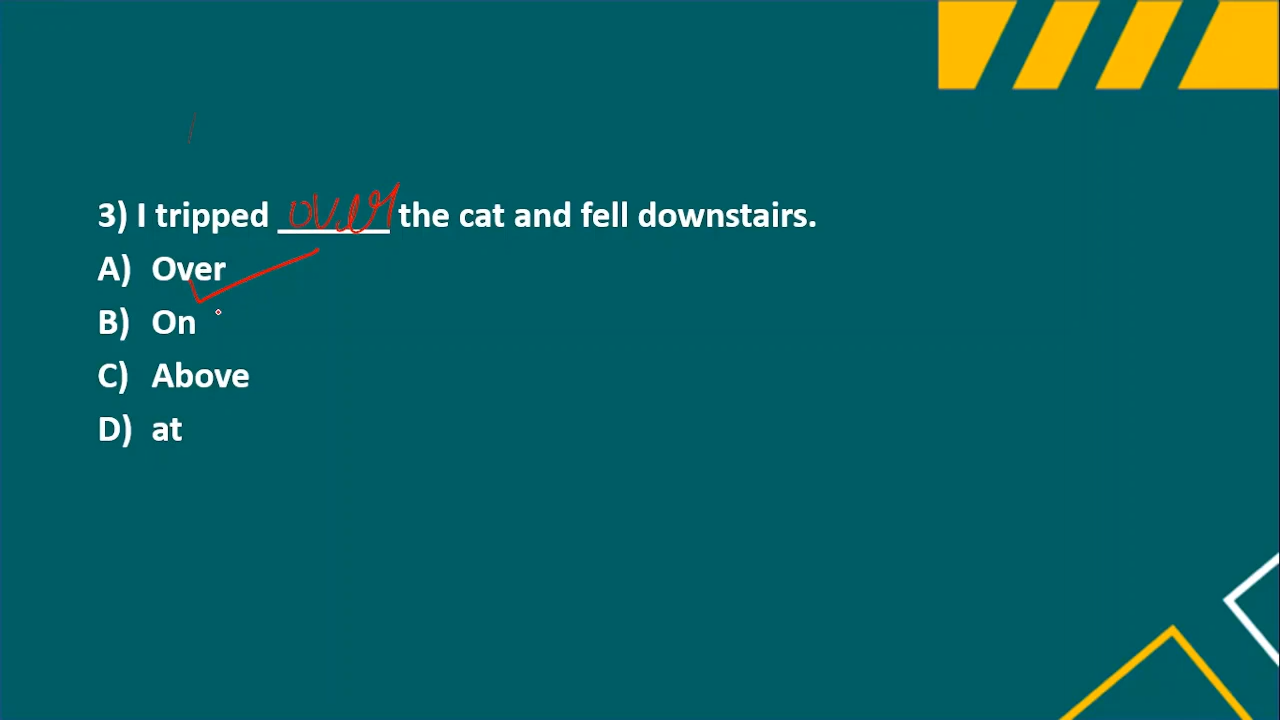 3) I tripped over the cat and fell downstairs.
A) Over
B) On
C) Above
D) at